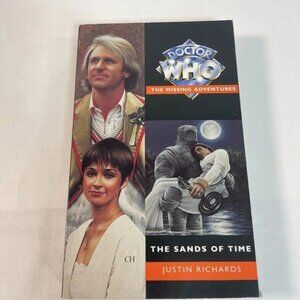 DOCTOR
WHO
THE MISSING ADVENTURES
CH
THE SANDS OF TIME
JUSTIN RICHARDS